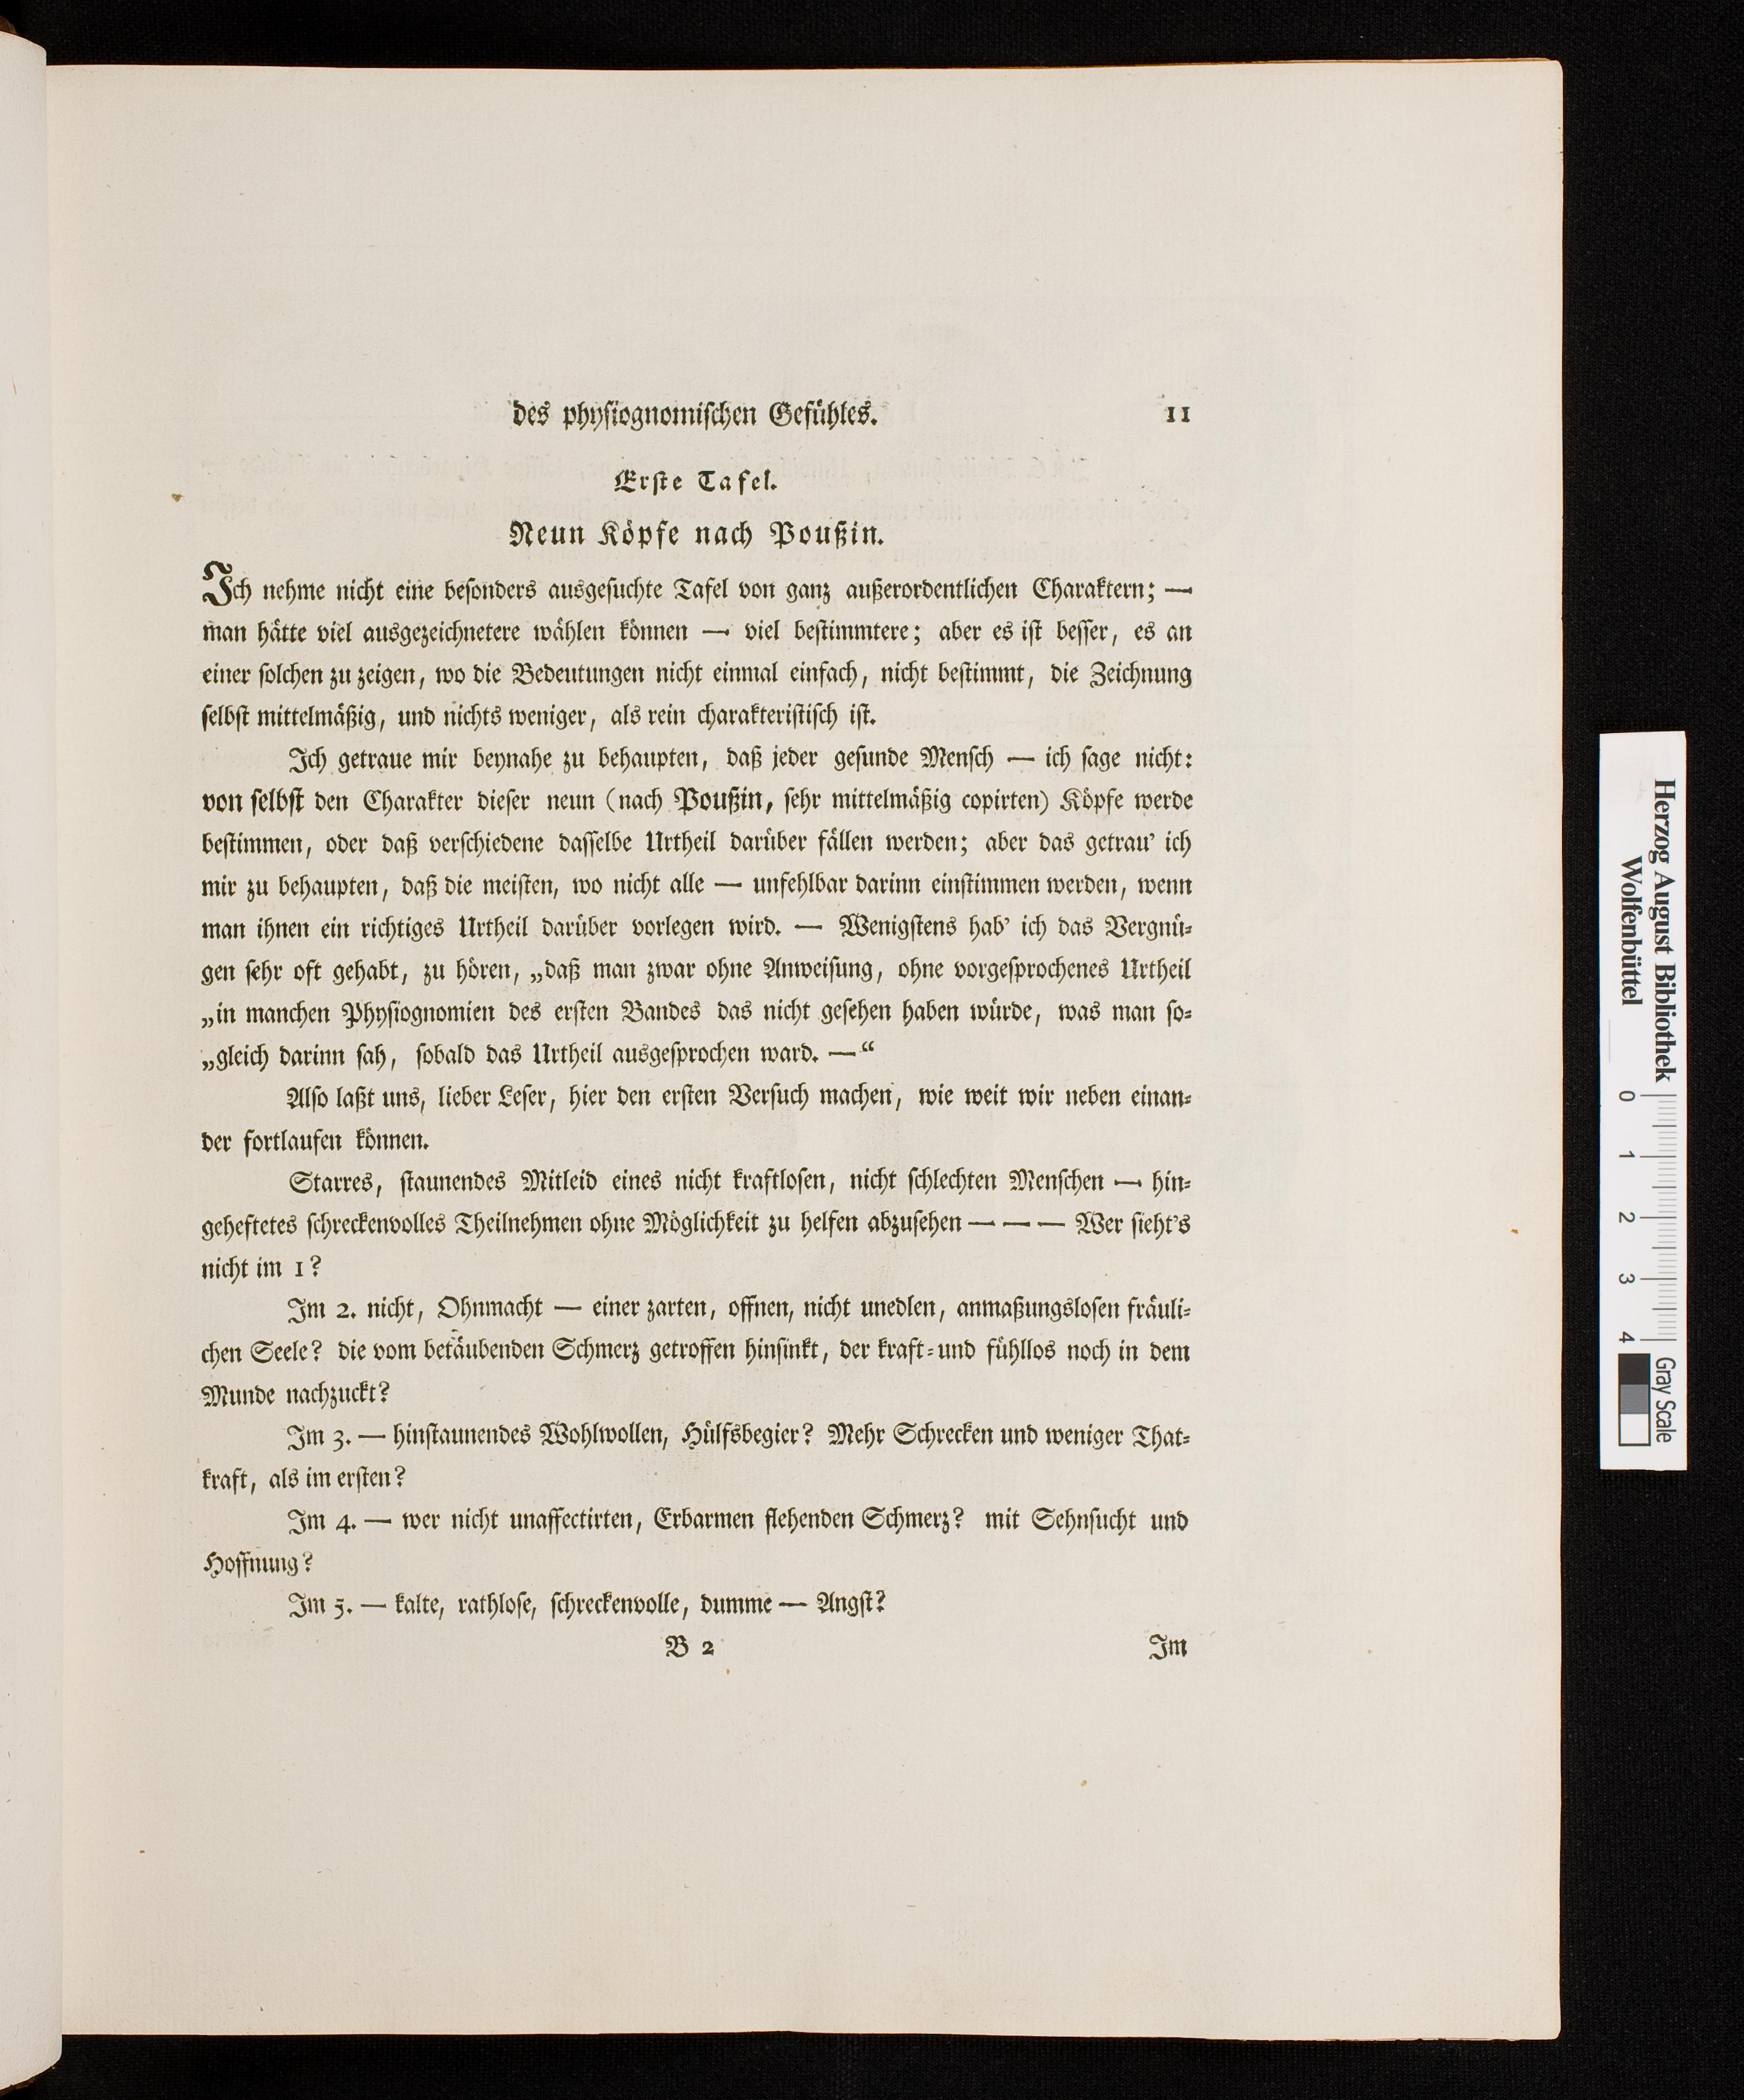 des physiognomischen Gefühles. 11
Erste Tafel.
Neun Köpfe nach Poußin.
Ich nehme nicht eine besonders ausgesuchte Tafel von ganz außerordentlichen Charaktern; —
man hätte viel ausgezeichnetere wählen können — viel bestimmtere; aber es ist besser, es an
einer solchen zu zeigen, wo die Bedeutungen nicht einmal einfach, nicht bestimmt, die Zeichnung
selbst mittelmäßig, und nichts weniger, als rein charakteristisch ist.
Ich getraue mir beynahe zu behaupten, daß jeder gesunde Mensch — ich sage nicht:
von selbst den Charakter dieser neun (nach Poußin, sehr mittelmäßig copirten) Köpfe werde
bestimmen, oder daß verschiedene dasselbe Urtheil darüber fällen werden; aber das getrau' ich
mir zu behaupten, daß die meisten, wo nicht alle — unfehlbar darinn einstimmen werden, wenn
man ihnen ein richtiges Urtheil darüber vorlegen wird. — Wenigstens hab' ich das Vergnü-
gen sehr oft gehabt, zu hören, „daß man zwar ohne Anweisung, ohne vorgesprochenes Urtheil
„in manchen Physiognomien des ersten Bandes das nicht gesehen haben würde, was man so-
„gleich darinn sah, sobald das Urtheil ausgesprochen ward. —“
Also laßt uns, lieber Leser, hier den ersten Versuch machen, wie weit wir neben einan-
der fortlaufen können.
Starres, staunendes Mitleid eines nicht kraftlosen, nicht schlechten Menschen — hin-
geheftetes schreckenvolles Theilnehmen ohne Möglichkeit zu helfen abzusehen — — — Wer sieht's
nicht im 1?
Im 2. nicht, Ohnmacht — einer zarten, offnen, nicht unedlen, anmaßungslosen fräuli-
chen Seele? die vom betäubenden Schmerz getroffen hinsinkt, der kraft- und fühllos noch in dem
Munde nachzuckt?
Im 3. — hinstaunendes Wohlwollen, Hülfsbegier? Mehr Schrecken und weniger That-
kraft, als im ersten?
Im 4. — wer nicht unaffectirten, Erbarmen flehenden Schmerz? mit Sehnsucht und
Hoffnung?
Im 5. — kalte, rathlose, schreckenvolle, dumme — Angst?
B 2 Im
Herzog August Bibliothek
Wolfenbüttel
0 1 2 3 4
Gray Scale